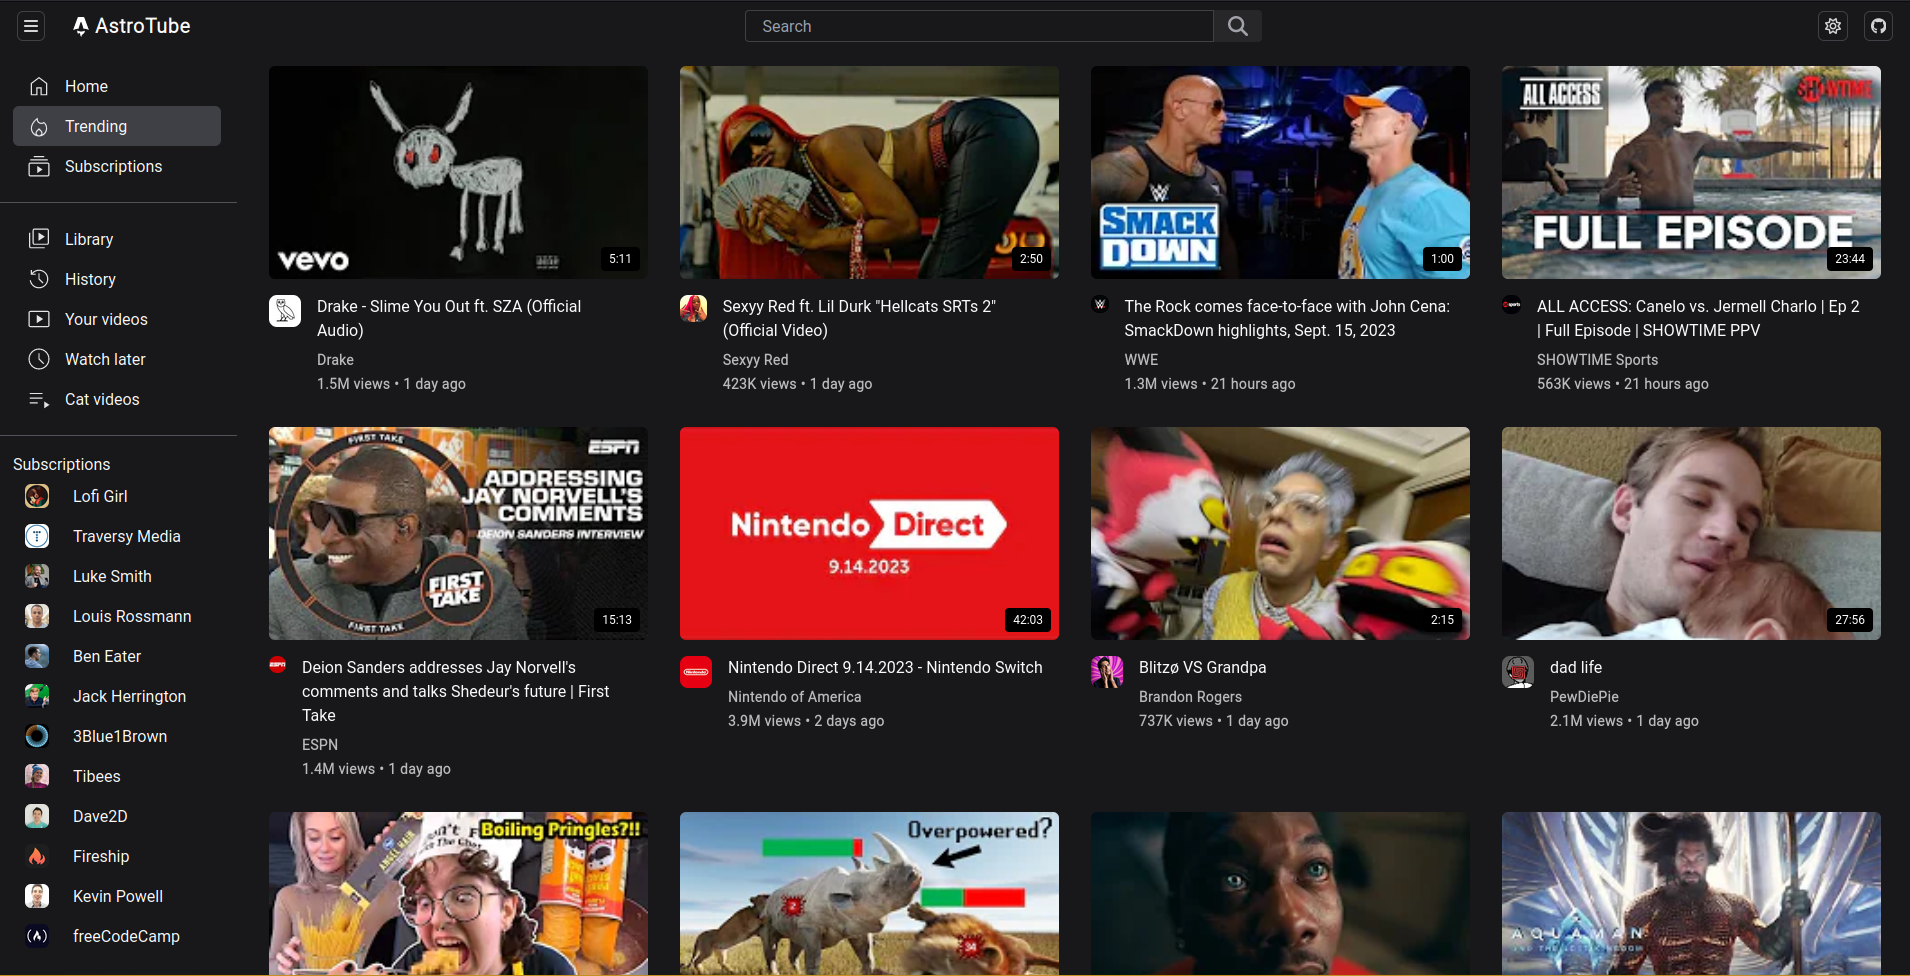 AstroTube
Search
Home
Trending
Subscriptions
Library
History
Your videos
Watch later
Cat videos
Subscriptions
Lofi Girl
Traversy Media
Luke Smith
Louis Rossmann
Ben Eater
Jack Herrington
3Blue1Brown
Tibees
Dave2D
Fireship
Kevin Powell
freeCodeCamp
vevo
5:11
Drake - Slime You Out ft. SZA (Official
Audio)
Drake
1.5M views • 1 day ago
2:50
Sexyy Red ft. Lil Durk "Hellcats SRTs 2"
(Official Video)
Sexyy Red
423K views • 1 day ago
SMACK
DOWN
1:00
The Rock comes face-to-face with John Cena:
SmackDown highlights, Sept. 15, 2023
WWE
1.3M views • 21 hours ago
ALL ACCESS
SHOWTIME
FULL EPISODE
23:44
ALL ACCESS: Canelo vs. Jermell Charlo | Ep 2
| Full Episode | SHOWTIME PPV
SHOWTIME Sports
563K views • 21 hours ago
FIRST TAKE
ESPN
ADDRESSING
JAY NORVELL'S
COMMENTS
DEION SANDERS INTERVIEW
FIRST
TAKE
FIRST TAKE
15:13
ESPN
Deion Sanders addresses Jay Norvell's
comments and talks Shedeur's future | First
Take
ESPN
1.4M views • 1 day ago
Nintendo Direct
9.14.2023
42:03
Nintendo
Nintendo Direct 9.14.2023 - Nintendo Switch
Nintendo of America
3.9M views • 2 days ago
2:15
Blitzø VS Grandpa
Brandon Rogers
737K views • 1 day ago
27:56
dad life
PewDiePie
2.1M views • 1 day ago
Boiling Pringles?!!
ANGEL HAIR
Overpowered?
2
34
AQUAMAN
AND THE LOST KINGDOM